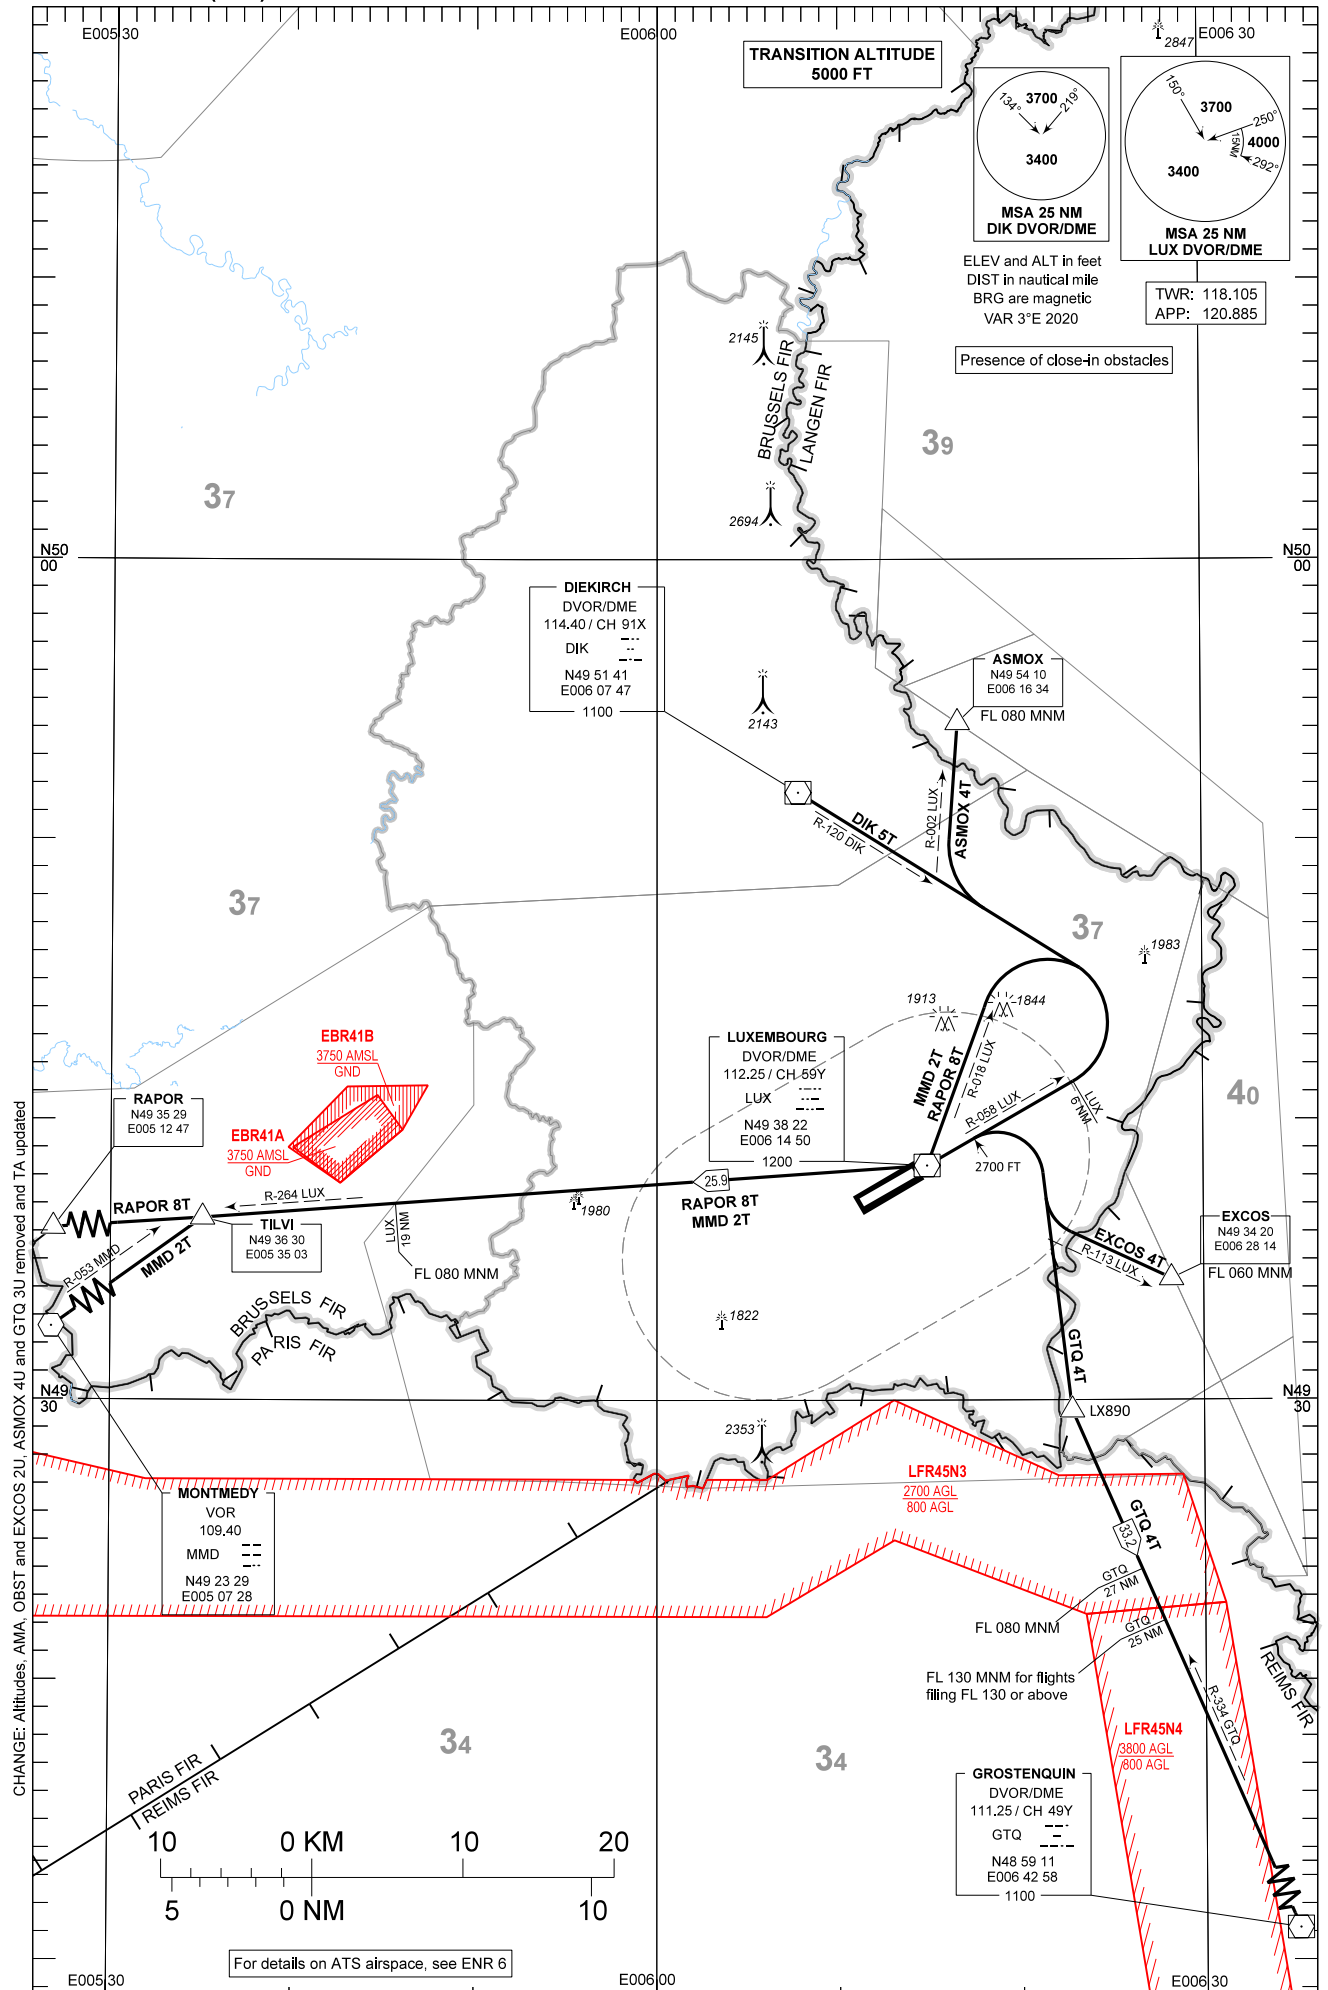 E005 30
E006 00
E006 30
TRANSITION ALTITUDE
5000 FT
2847
3700
134°
219°
3400
MSA 25 NM
DIK DVOR/DME
150°
3700
250°
15NM
4000
292°
3400
MSA 25 NM
LUX DVOR/DME
ELEV and ALT in feet
DIST in nautical mile
BRG are magnetic
VAR 3°E 2020
TWR: 118.105
APP: 120.885
Presence of close-in obstacles
2145
BRUSSELS FIR
LANGEN FIR
39
37
2694
N50
00
N50
00
DIEKIRCH
DVOR/DME
114.40 / CH 91X
DIK
N49 51 41
E006 07 47
1100
ASMOX
N49 54 10
E006 16 34
FL 080 MNM
2143
DIK 5T
R-120 DIK
R-002 LUX
ASMOX 4T
37
37
1983
1913
1844
EBR41B
3750 AMSL
GND
LUXEMBOURG
DVOR/DME
112.25 / CH 59Y
LUX
N49 38 22
E006 14 50
1200
MMD 2T
RAPOR 8T
R-018 LUX
R-058 LUX
LUX
6 NM
40
RAPOR
N49 35 29
E005 12 47
EBR41A
3750 AMSL
GND
2700 FT
R-264 LUX
25.9
RAPOR 8T
MMD 2T
RAPOR 8T
TILVI
N49 36 30
E005 35 03
1980
LUX
19 NM
FL 080 MNM
R-053 MMD
MMD 2T
EXCOS
N49 34 20
E006 28 14
FL 060 MNM
EXCOS 4T
R-113 LUX
BRUSSELS FIR
PARIS FIR
1822
GTQ 4T
N49
30
N49
30
LX890
2353
MONTMEDY
VOR
109.40
MMD
N49 23 29
E005 07 28
LFR45N3
2700 AGL
800 AGL
GTQ 4T
33.2
GTQ
27 NM
FL 080 MNM
GTQ
25 NM
FL 130 MNM for flights
filing FL 130 or above
R-334 GTQ
REIMS FIR
34
34
LFR45N4
3800 AGL
800 AGL
PARIS FIR
REIMS FIR
GROSTENQUIN
DVOR/DME
111.25 / CH 49Y
GTQ
N48 59 11
E006 42 58
1100
10 0 KM 10 20
5 0 NM 10
For details on ATS airspace, see ENR 6
E005 30
E006 00
E006 30
CHANGE: Altitudes, AMA, OBST and EXCOS 2U, ASMOX 4U and GTQ 3U removed and TA updated